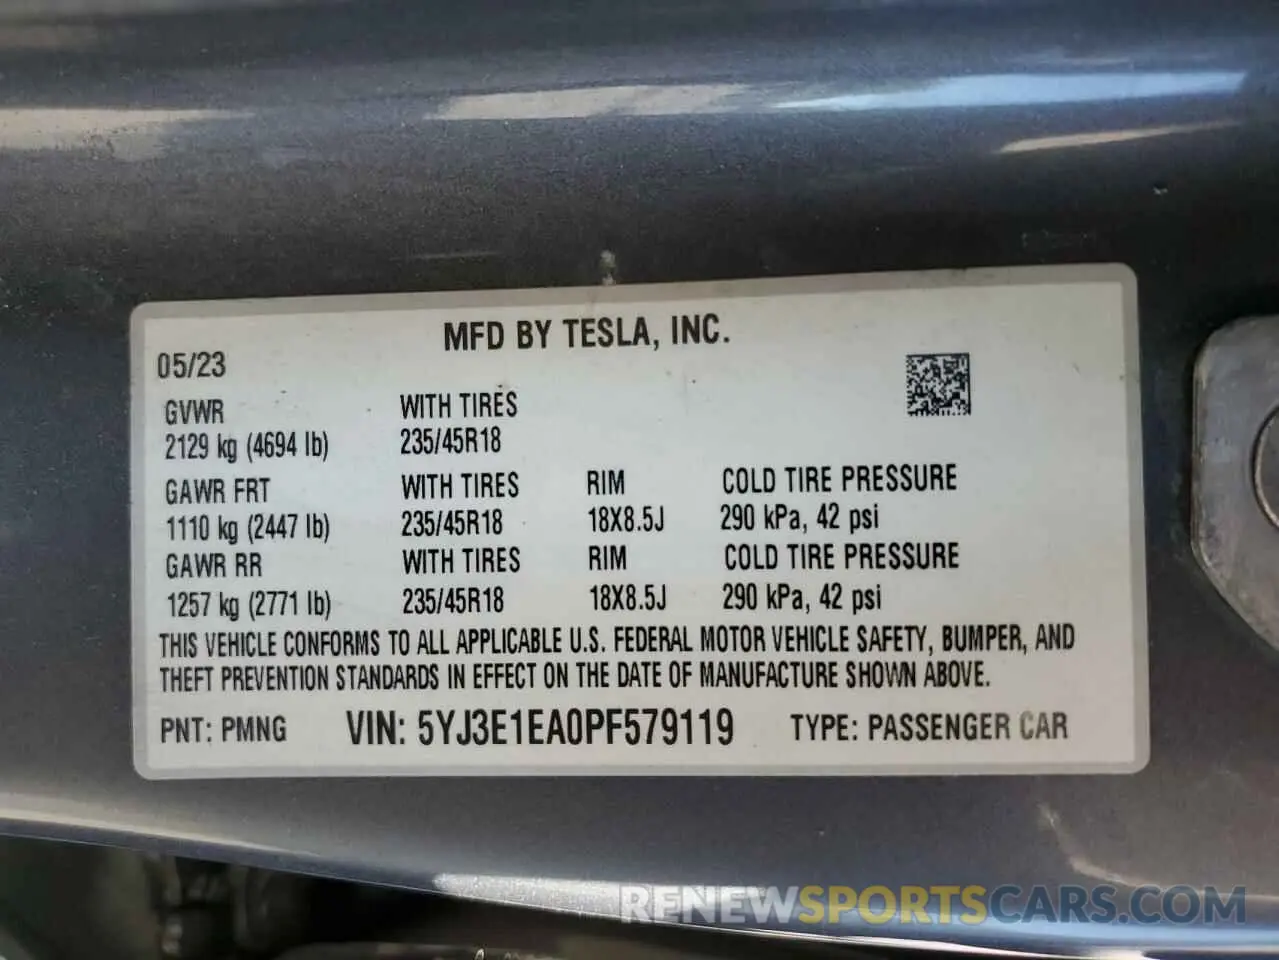 MFD BY TESLA, INC.
05/23
GVWR WITH TIRES
2129 kg (4694 lb) 235/45R18
GAWR FRT WITH TIRES RIM COLD TIRE PRESSURE
1110 kg (2447 lb) 235/45R18 18X8.5J 290 kPa, 42 psi
GAWR RR WITH TIRES RIM COLD TIRE PRESSURE
1257 kg (2771 lb) 235/45R18 18X8.5J 290 kPa, 42 psi
THIS VEHICLE CONFORMS TO ALL APPLICABLE U.S. FEDERAL MOTOR VEHICLE SAFETY, BUMPER, AND
THEFT PREVENTION STANDARDS IN EFFECT ON THE DATE OF MANUFACTURE SHOWN ABOVE.
PNT: PMNG VIN: 5YJ3E1EA0PF579119 TYPE: PASSENGER CAR
RENEWSPORTSCARS.COM